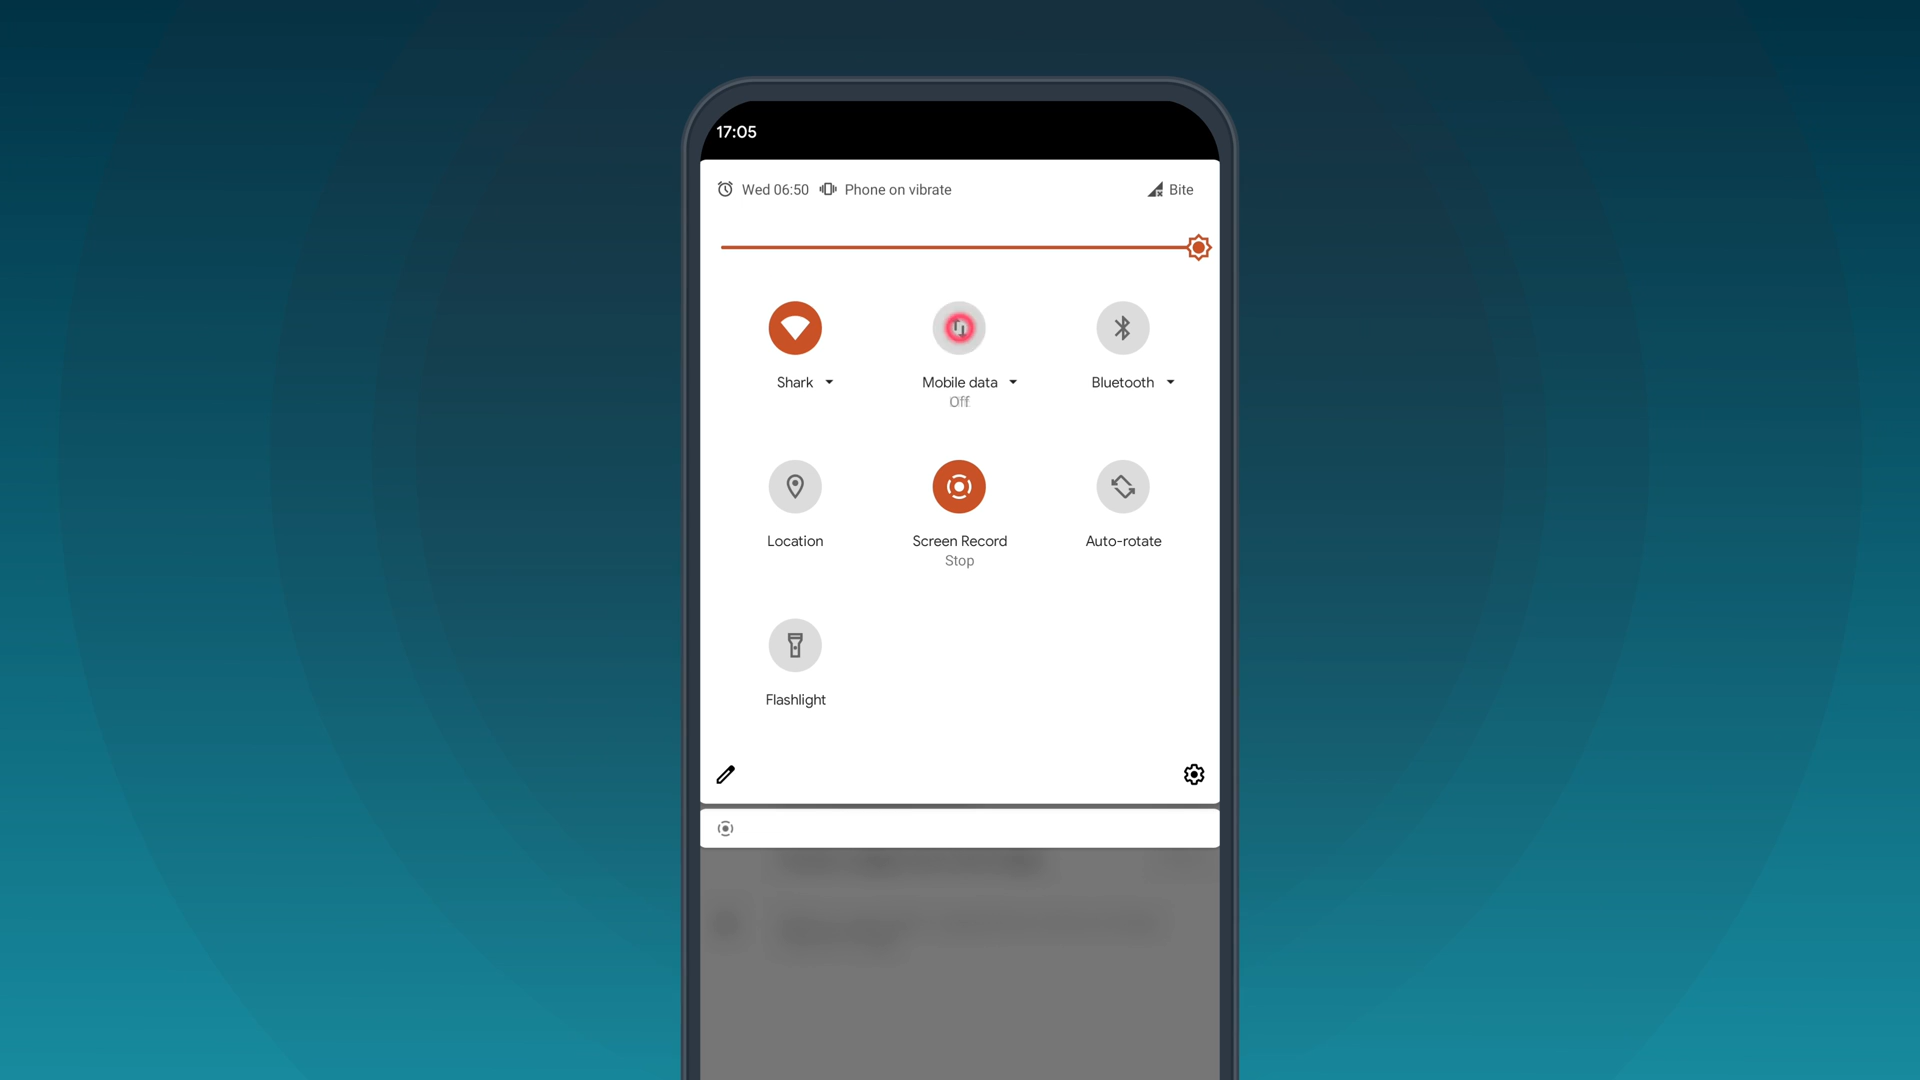 17:05
Wed 06:50 Phone on vibrate Bite
Shark Mobile data Bluetooth
Off
Location Screen Record Auto-rotate
Stop
Flashlight